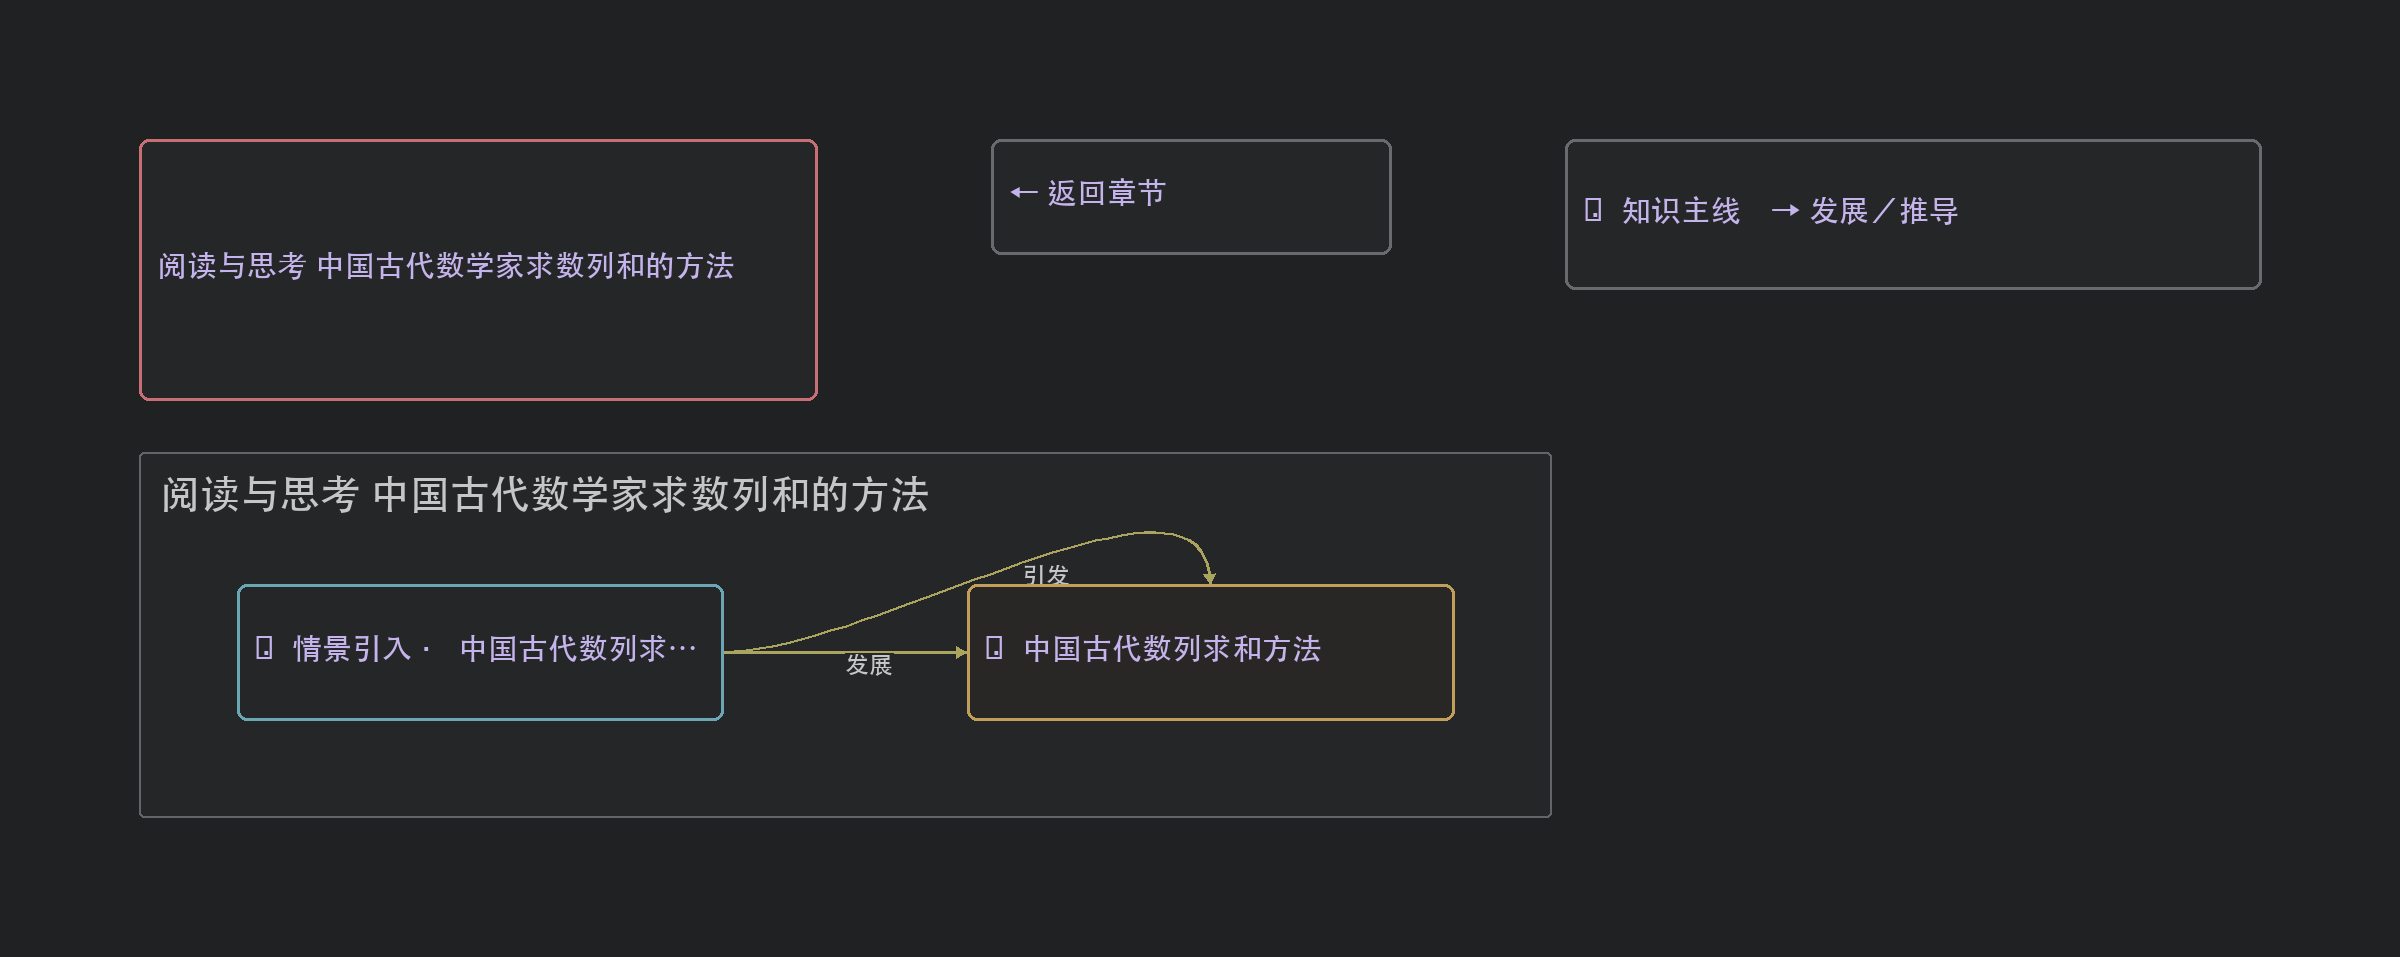 阅读与思考 中国古代数学家求数列和的方法
← 返回章节
知识主线 → 发展／推导
阅读与思考 中国古代数学家求数列和的方法
引发
情景引入 · 中国古代数列求…
发展
中国古代数列求和方法